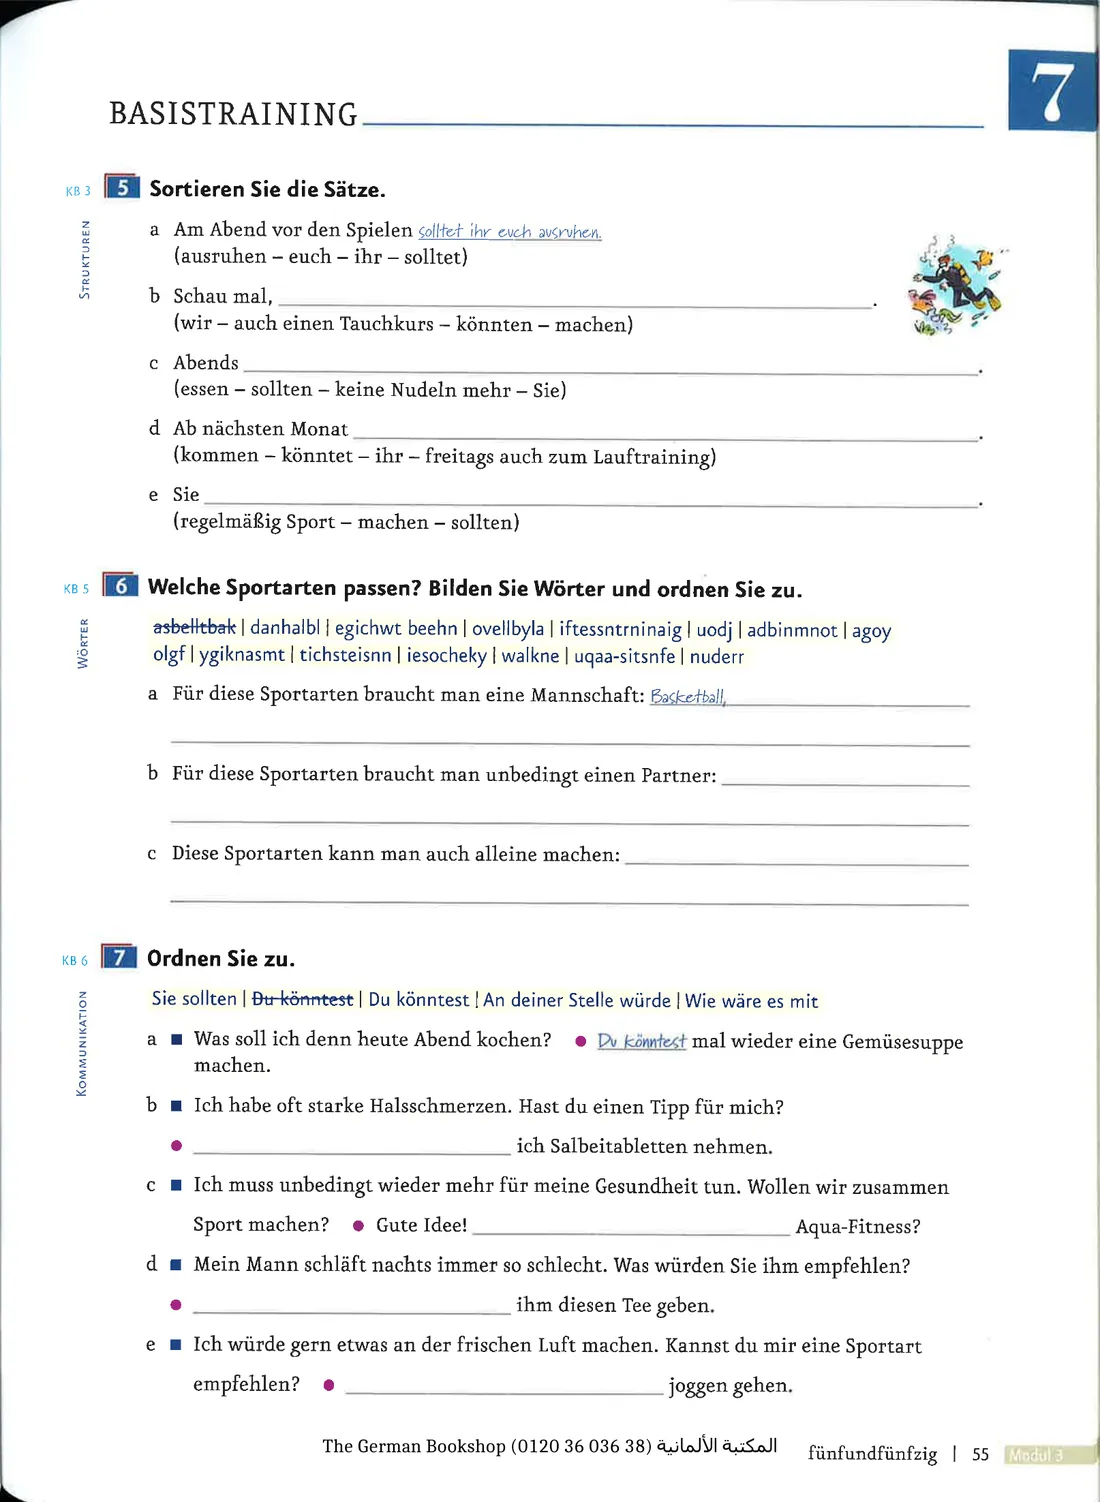 7
BASISTRAINING
KB 3 5 Sortieren Sie die Sätze.
STRUKTUREN
a Am Abend vor den Spielen solltet ihr euch ausruhen.
(ausruhen – euch – ihr – solltet)
b Schau mal, .
(wir – auch einen Tauchkurs – könnten – machen)
c Abends .
(essen – sollten – keine Nudeln mehr – Sie)
d Ab nächsten Monat .
(kommen – könntet – ihr – freitags auch zum Lauftraining)
e Sie .
(regelmäßig Sport – machen – sollten)
KB 5 6 Welche Sportarten passen? Bilden Sie Wörter und ordnen Sie zu.
WÖRTER
asbelltbak | danhalbl | egichwt beehn | ovellbyla | iftessntrninaig | uodj | adbinmnot | agoy
olgf | ygiknasmt | tichsteisnn | iesocheky | walkne | uqaa-sitsnfe | nuderr
a Für diese Sportarten braucht man eine Mannschaft: Basketball,
b Für diese Sportarten braucht man unbedingt einen Partner:
c Diese Sportarten kann man auch alleine machen:
KB 6 7 Ordnen Sie zu.
KOMMUNIKATION
Sie sollten | Du könntest | Du könntest | An deiner Stelle würde | Wie wäre es mit
a ■ Was soll ich denn heute Abend kochen? ● Du könntest mal wieder eine Gemüsesuppe
machen.
b ■ Ich habe oft starke Halsschmerzen. Hast du einen Tipp für mich?
● ich Salbeitabletten nehmen.
c ■ Ich muss unbedingt wieder mehr für meine Gesundheit tun. Wollen wir zusammen
Sport machen? ● Gute Idee! Aqua-Fitness?
d ■ Mein Mann schläft nachts immer so schlecht. Was würden Sie ihm empfehlen?
● ihm diesen Tee geben.
e ■ Ich würde gern etwas an der frischen Luft machen. Kannst du mir eine Sportart
empfehlen? ● joggen gehen.
The German Bookshop (0120 36 036 38) المكتبة الألمانية
fünfundfünfzig | 55 Modul 3